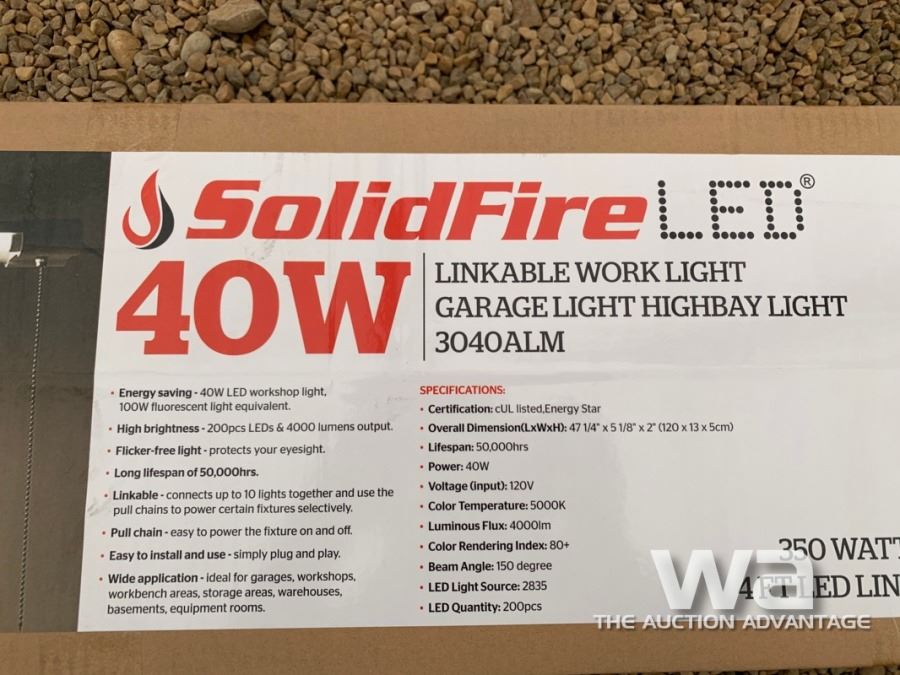 SolidFire LED®
40W
LINKABLE WORK LIGHT
GARAGE LIGHT HIGHBAY LIGHT
3040ALM
• Energy saving - 40W LED workshop light,
100W fluorescent light equivalent.
• High brightness - 200pcs LEDs & 4000 lumens output.
• Flicker-free light - protects your eyesight.
• Long lifespan of 50,000hrs.
• Linkable - connects up to 10 lights together and use the
pull chains to power certain fixtures selectively.
• Pull chain - easy to power the fixture on and off.
• Easy to install and use - simply plug and play.
• Wide application - ideal for garages, workshops,
workbench areas, storage areas, warehouses,
basements, equipment rooms.
SPECIFICATIONS:
• Certification: cUL listed,Energy Star
• Overall Dimension(LxWxH): 47 1/4" x 5 1/8" x 2" (120 x 13 x 5cm)
• Lifespan: 50,000hrs
• Power: 40W
• Voltage (input): 120V
• Color Temperature: 5000K
• Luminous Flux: 4000lm
• Color Rendering Index: 80+
• Beam Angle: 150 degree
• LED Light Source: 2835
• LED Quantity: 200pcs
350 WATT
4 FT LED LIN
wa
THE AUCTION ADVANTAGE